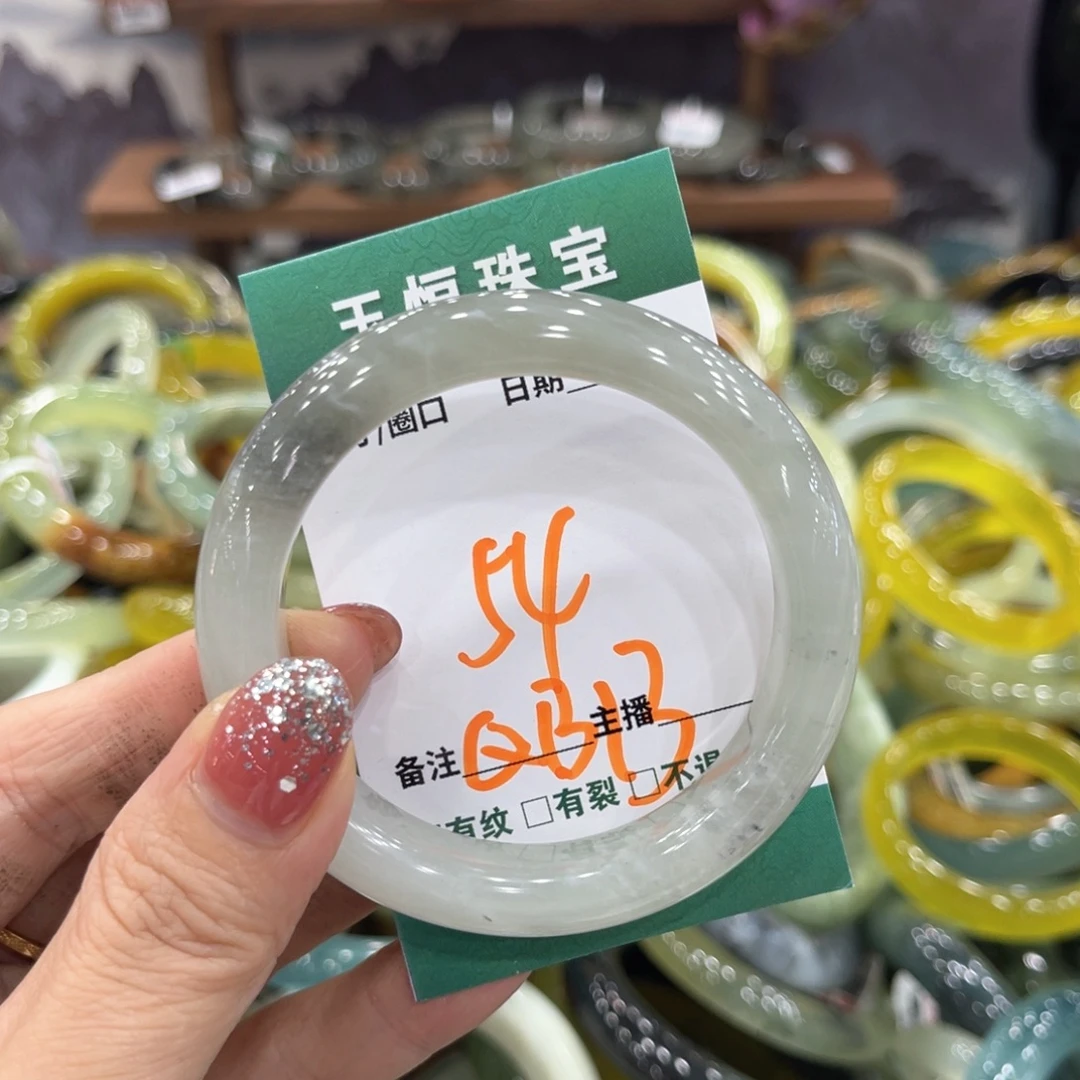 玉恒珠宝
/圈口 日期
54
QB13
备注 主播
有纹 □有裂 □不退